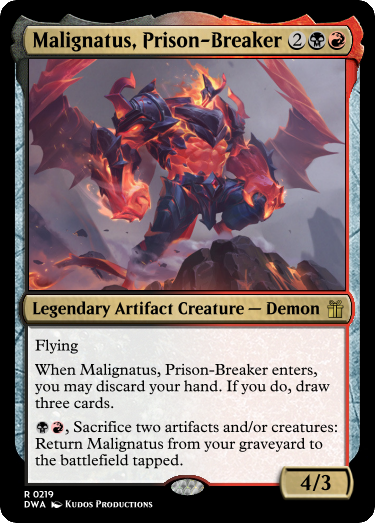 Malignatus, Prison-Breaker 2
Legendary Artifact Creature — Demon
Flying
When Malignatus, Prison-Breaker enters,
you may discard your hand. If you do, draw
three cards.
, Sacrifice two artifacts and/or creatures:
Return Malignatus from your graveyard to
the battlefield tapped.
4/3
R 0219
DWA Kudos Productions